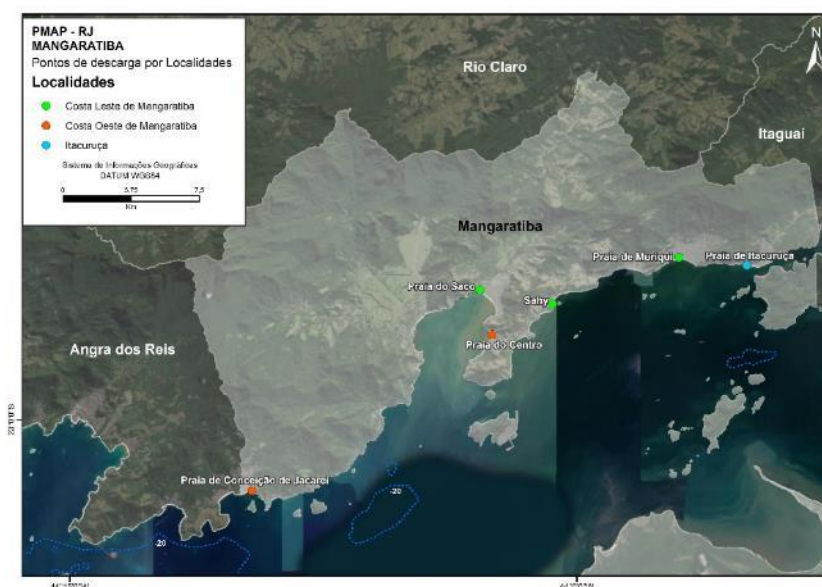 PMAP - RJ
MANGARATIBA
Pontos de descarga por Localidades
Localidades
Costa Leste de Mangaratiba
Costa Oeste de Mangaratiba
Itacuruça
Sistema de Informações Geográficas
DATUM WGS84
0 3,75 7,5
Km
N
Rio Claro
Itaguaí
Mangaratiba
Praia de Muriqui
Praia de Itacuruça
Praia do Saco
Sahy
Praia do Centro
Angra dos Reis
Praia de Conceição de Jacareí
-20
-20